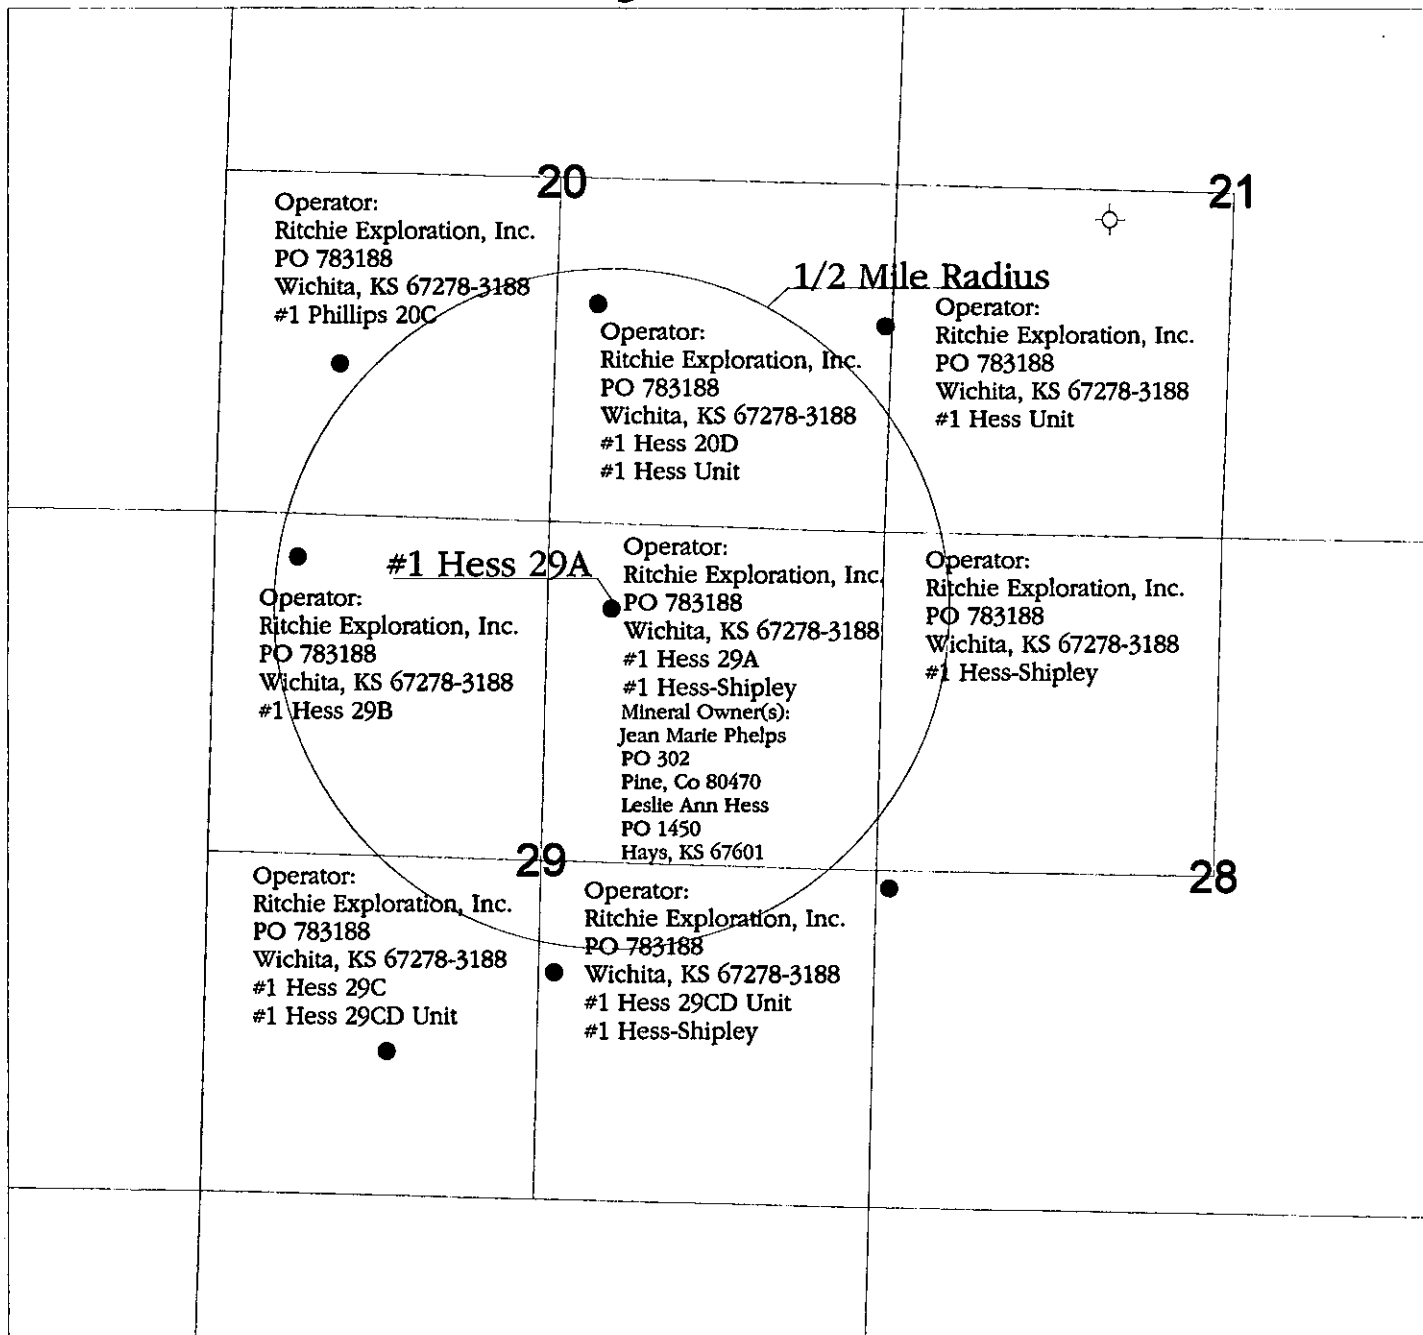 20
21
Operator:
Ritchie Exploration, Inc.
PO 783188
Wichita, KS 67278-3188
#1 Phillips 20C
1/2 Mile Radius
Operator:
Ritchie Exploration, Inc.
PO 783188
Wichita, KS 67278-3188
#1 Hess 20D
#1 Hess Unit
Operator:
Ritchie Exploration, Inc.
PO 783188
Wichita, KS 67278-3188
#1 Hess Unit
#1 Hess 29A
Operator:
Ritchie Exploration, Inc.
PO 783188
Wichita, KS 67278-3188
#1 Hess 29B
Operator:
Ritchie Exploration, Inc.
PO 783188
Wichita, KS 67278-3188
#1 Hess 29A
#1 Hess-Shipley
Mineral Owner(s):
Jean Marie Phelps
PO 302
Pine, Co 80470
Leslie Ann Hess
PO 1450
Hays, KS 67601
Operator:
Ritchie Exploration, Inc.
PO 783188
Wichita, KS 67278-3188
#1 Hess-Shipley
29
28
Operator:
Ritchie Exploration, Inc.
PO 783188
Wichita, KS 67278-3188
#1 Hess 29C
#1 Hess 29CD Unit
Operator:
Ritchie Exploration, Inc.
PO 783188
Wichita, KS 67278-3188
#1 Hess 29CD Unit
#1 Hess-Shipley